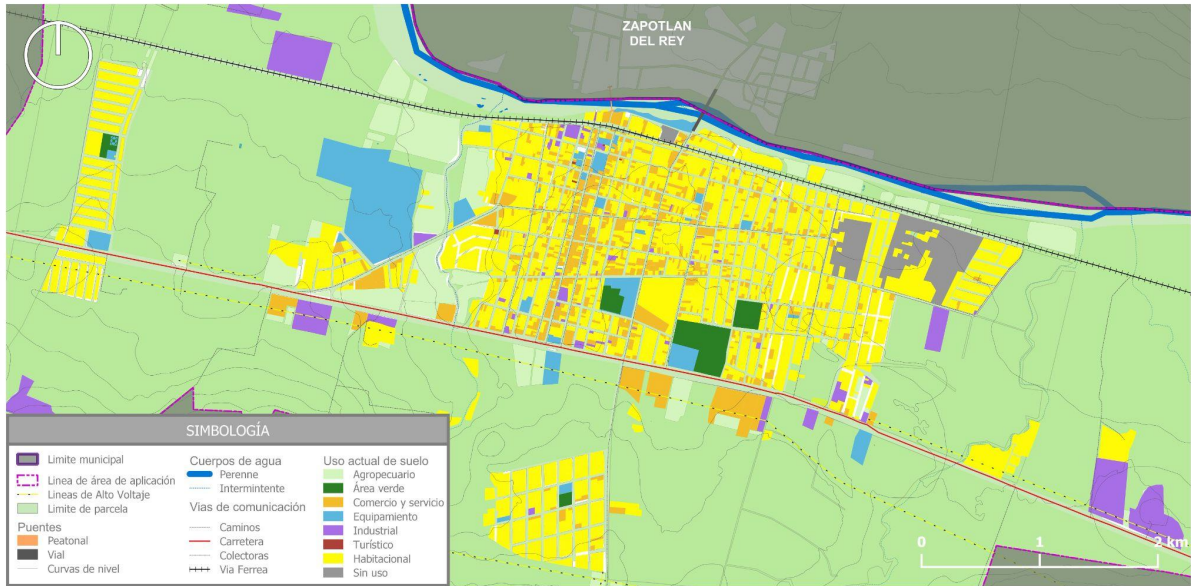 ZAPOTLAN
DEL REY
SIMBOLOGÍA
Limite municipal
Linea de área de aplicación
Lineas de Alto Voltaje
Limite de parcela
Puentes
Peatonal
Vial
Curvas de nivel
Cuerpos de agua
Perenne
Intermintente
Vias de comunicación
Caminos
Carretera
Colectoras
Via Ferrea
Uso actual de suelo
Agropecuario
Área verde
Comercio y servicio
Equipamiento
Industrial
Turístico
Habitacional
Sin uso
0 1 2 km